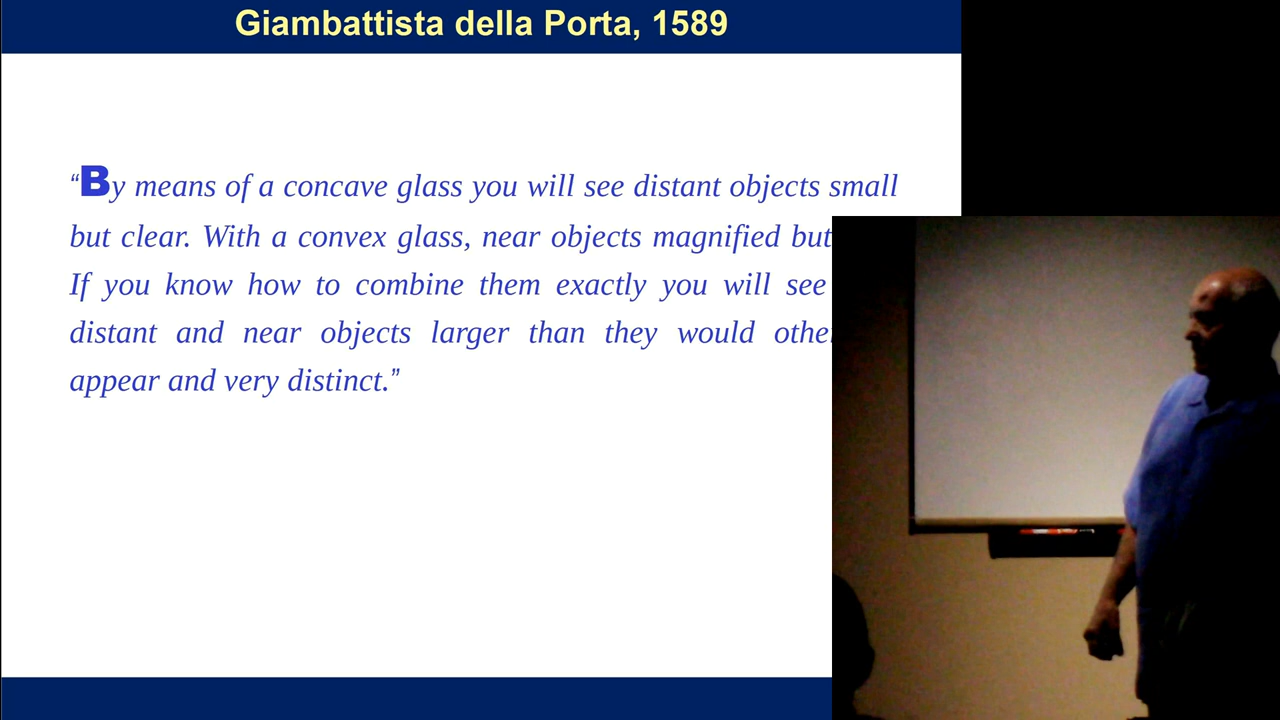 Giambattista della Porta, 1589
“By means of a concave glass you will see distant objects small
but clear. With a convex glass, near objects magnified but
If you know how to combine them exactly you will see
distant and near objects larger than they would
appear and very distinct.”